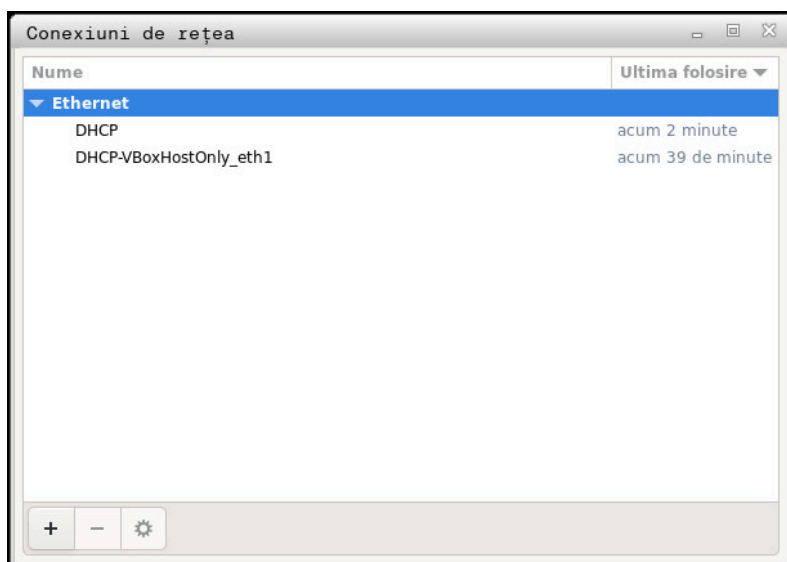 Conexiuni de rețea
Nume Ultima folosire
Ethernet
DHCP acum 2 minute
DHCP-VBoxHostOnly_eth1 acum 39 de minute